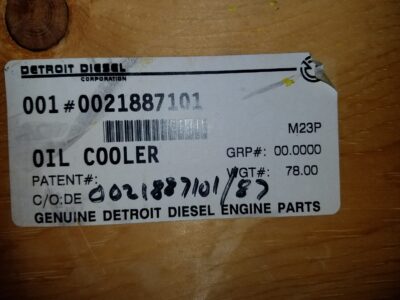 DETROIT DIESEL
CORPORATION
001 #0021887101
M23P
OIL COOLER GRP#: 00.0000
PATENT#: WGT#: 78.00
C/O:DE 0021887101/87
GENUINE DETROIT DIESEL ENGINE PARTS